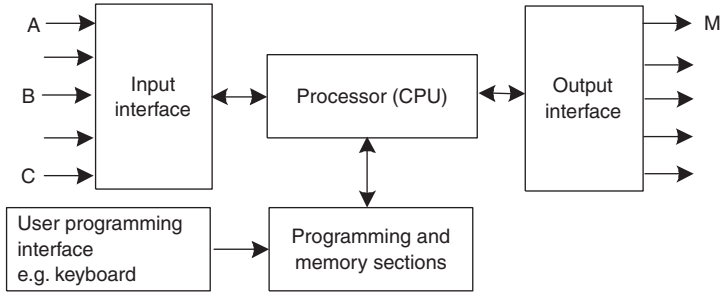 A
B
C
Input
interface
Processor (CPU)
Output
interface
M
User programming
interface
e.g. keyboard
Programming and
memory sections